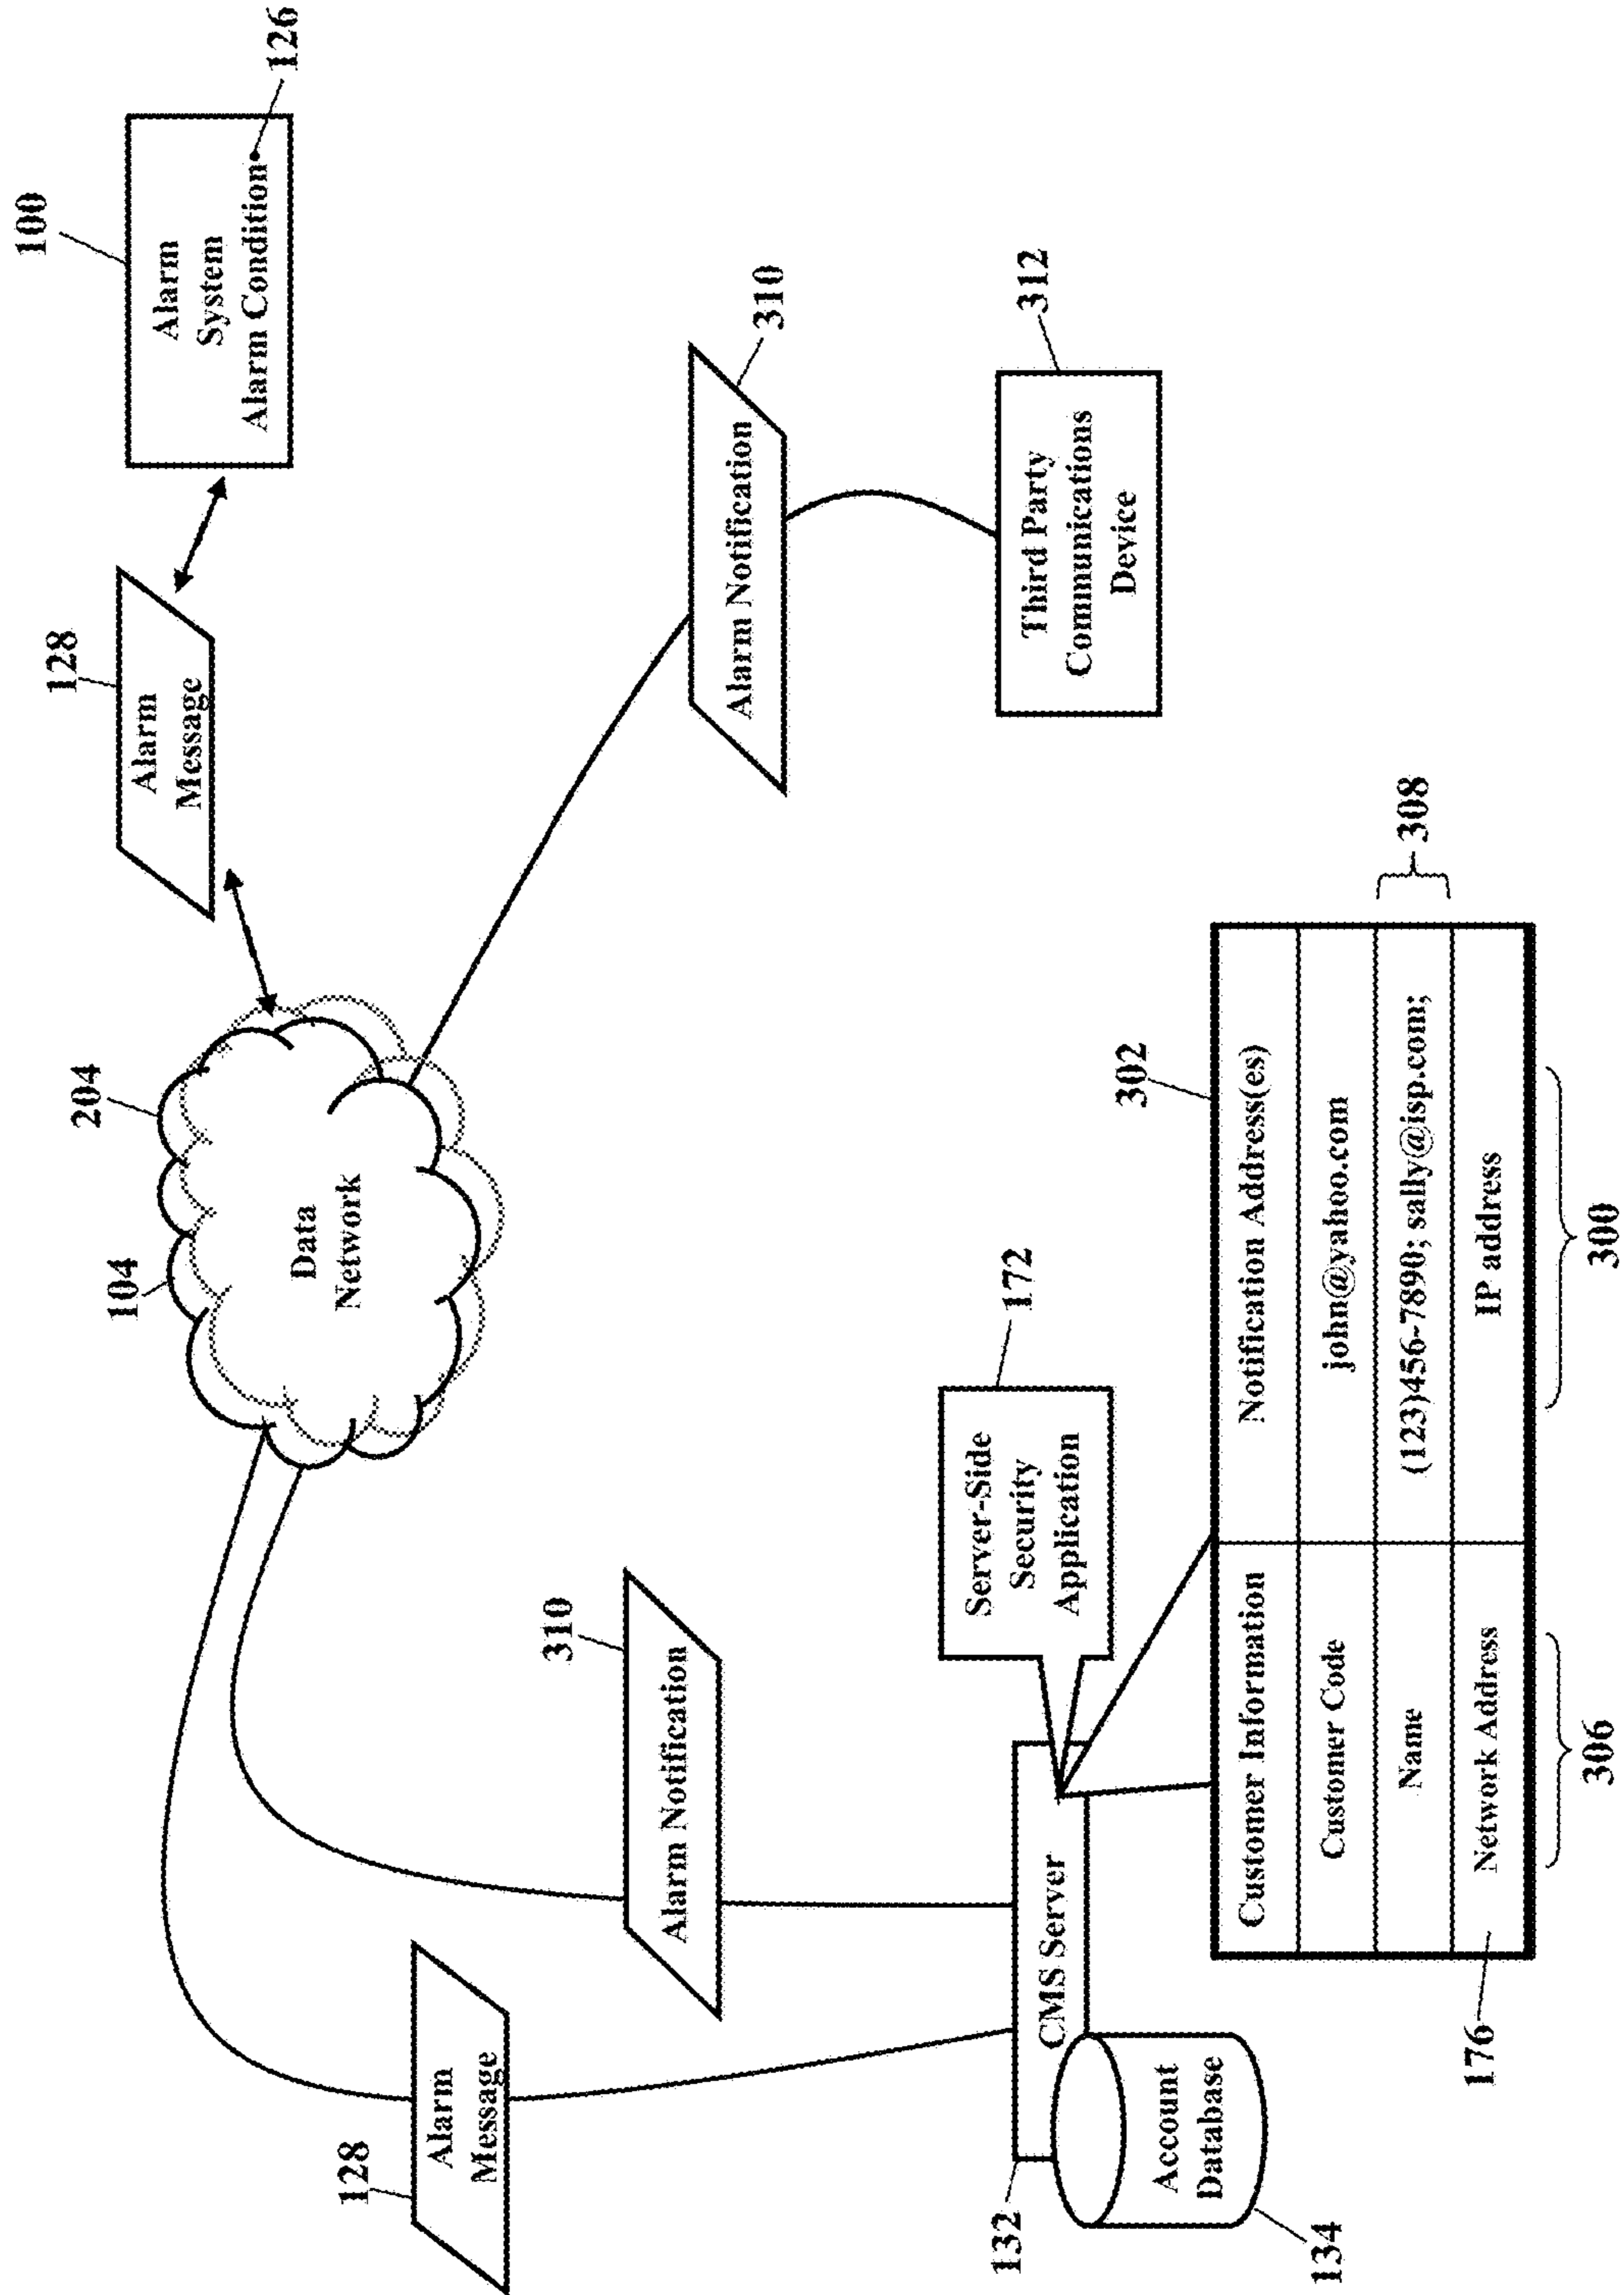 100
Alarm
System
Alarm Condition
126
128
Alarm
Message
204
104
Data
Network
310
Alarm Notification
312
Third Party
Communications
Device
128
Alarm
Message
310
Alarm Notification
172
Server-Side
Security
Application
132
CMS Server
134
Account
Database
302
Customer Information Notification Address(es)
Customer Code john@yahoo.com
Name (123)456-7890; sally@isp.com;
308
Network Address IP address
176
306
300